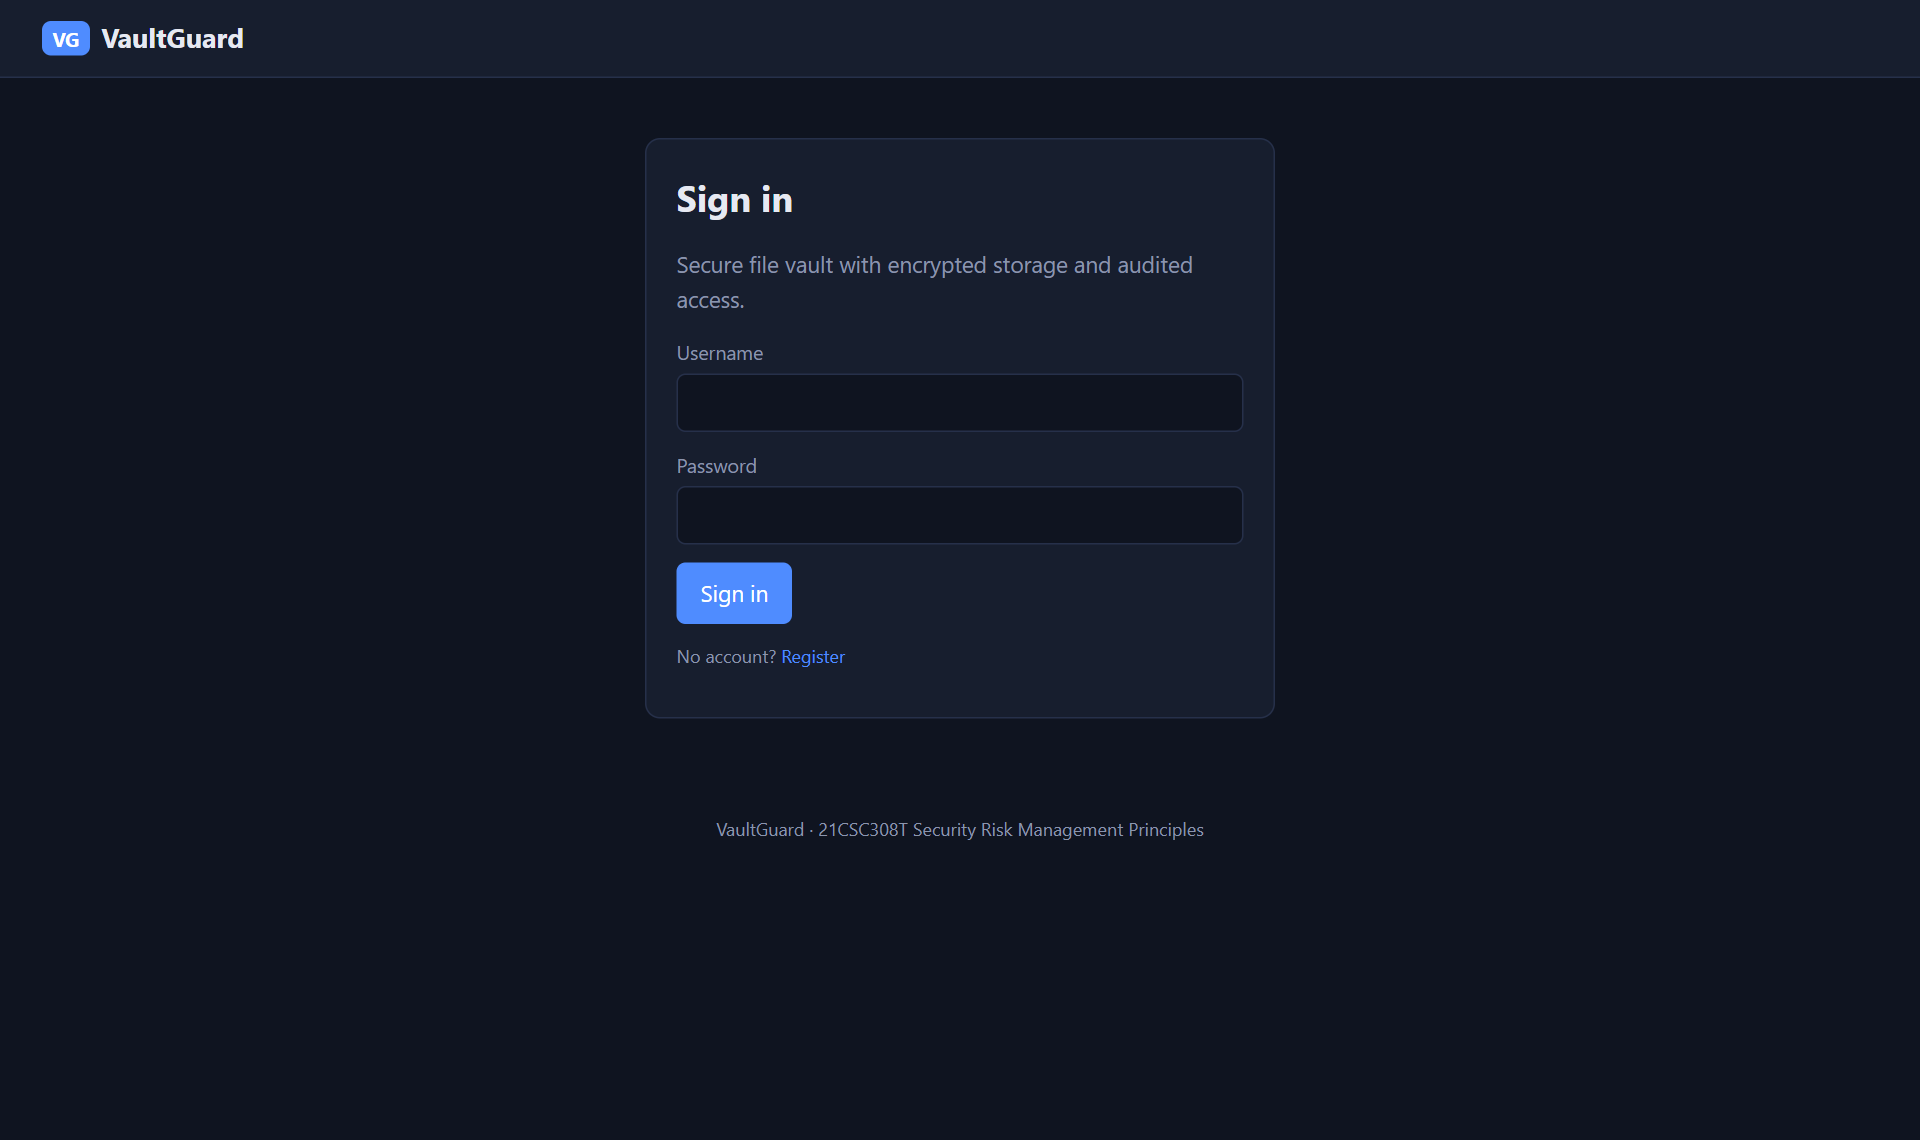 VG VaultGuard
Sign in
Secure file vault with encrypted storage and audited
access.
Username
Password
Sign in
No account? Register
VaultGuard · 21CSC308T Security Risk Management Principles